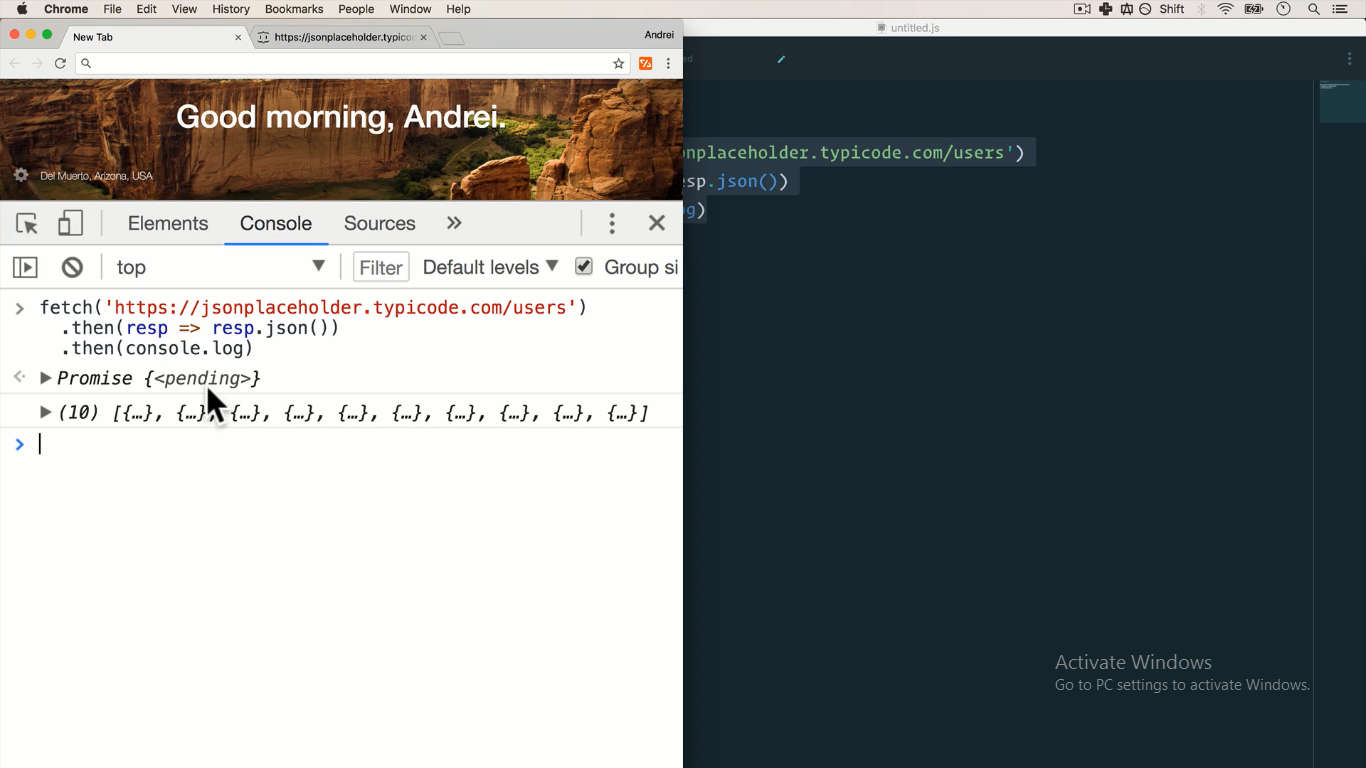 Chrome File Edit View History Bookmarks People Window Help Shift
New Tab https://jsonplaceholder.typico Andrei
untitled.js
Good morning, Andrei.
Del Muerto, Arizona, USA
Elements Console Sources »
top Filter Default levels Group si
fetch('https://jsonplaceholder.typicode.com/users')
.then(resp => resp.json())
.then(console.log)
Promise {<pending>}
(10) [{…}, {…}, {…}, {…}, {…}, {…}, {…}, {…}, {…}, {…}]
nplaceholder.typicode.com/users')
esp.json())
g)
Activate Windows
Go to PC settings to activate Windows.